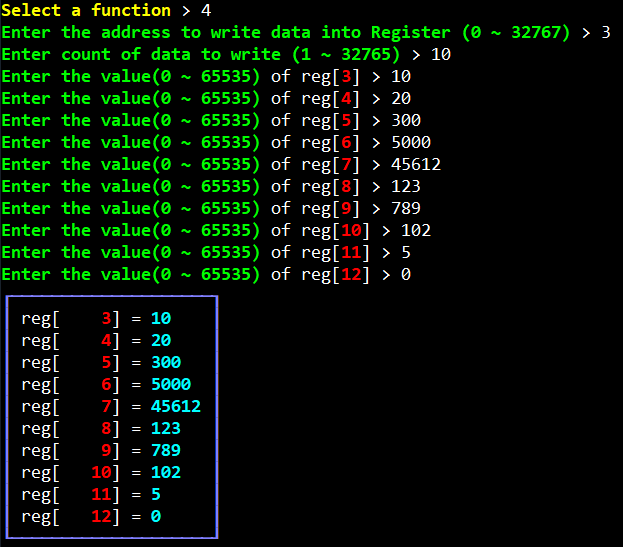 Select a function > 4
Enter the address to write data into Register (0 ~ 32767) > 3
Enter count of data to write (1 ~ 32765) > 10
Enter the value(0 ~ 65535) of reg[3] > 10
Enter the value(0 ~ 65535) of reg[4] > 20
Enter the value(0 ~ 65535) of reg[5] > 300
Enter the value(0 ~ 65535) of reg[6] > 5000
Enter the value(0 ~ 65535) of reg[7] > 45612
Enter the value(0 ~ 65535) of reg[8] > 123
Enter the value(0 ~ 65535) of reg[9] > 789
Enter the value(0 ~ 65535) of reg[10] > 102
Enter the value(0 ~ 65535) of reg[11] > 5
Enter the value(0 ~ 65535) of reg[12] > 0
reg[    3] = 10
reg[    4] = 20
reg[    5] = 300
reg[    6] = 5000
reg[    7] = 45612
reg[    8] = 123
reg[    9] = 789
reg[   10] = 102
reg[   11] = 5
reg[   12] = 0